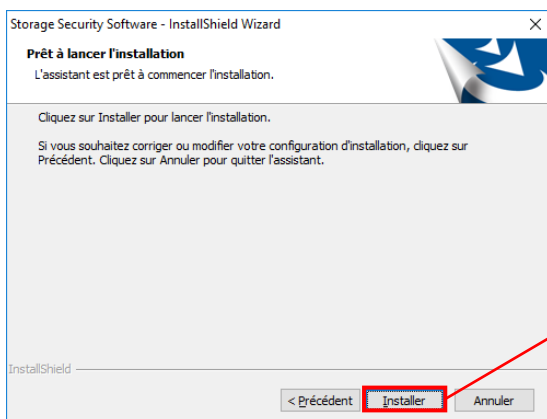 Storage Security Software - InstallShield Wizard
Prêt à lancer l'installation
L'assistant est prêt à commencer l'installation.
Cliquez sur Installer pour lancer l'installation.
Si vous souhaitez corriger ou modifier votre configuration d'installation, cliquez sur
Précédent. Cliquez sur Annuler pour quitter l'assistant.
InstallShield
< Précédent
Installer
Annuler